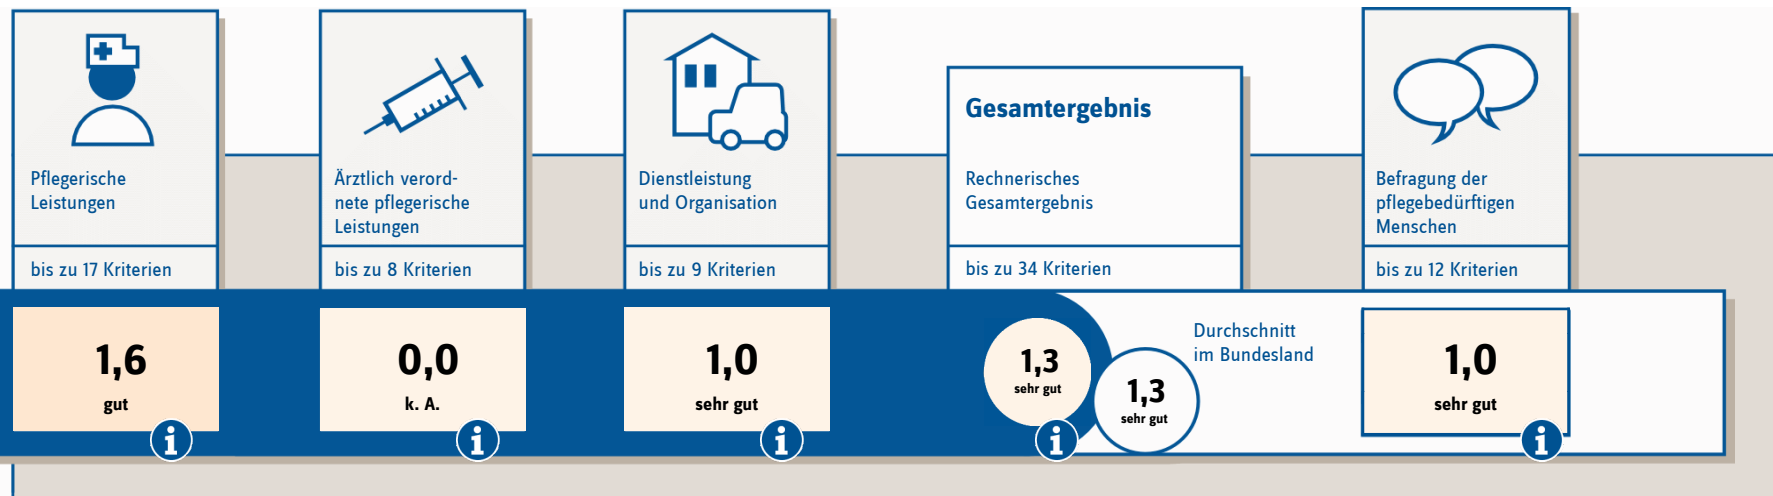 Pflegerische
Leistungen
bis zu 17 Kriterien
1,6
gut
Ärztlich verord-
nete pflegerische
Leistungen
bis zu 8 Kriterien
0,0
k. A.
Dienstleistung
und Organisation
bis zu 9 Kriterien
1,0
sehr gut
Gesamtergebnis
Rechnerisches
Gesamtergebnis
bis zu 34 Kriterien
1,3
sehr gut
1,3
sehr gut
Durchschnitt
im Bundesland
Befragung der
pflegebedürftigen
Menschen
bis zu 12 Kriterien
1,0
sehr gut